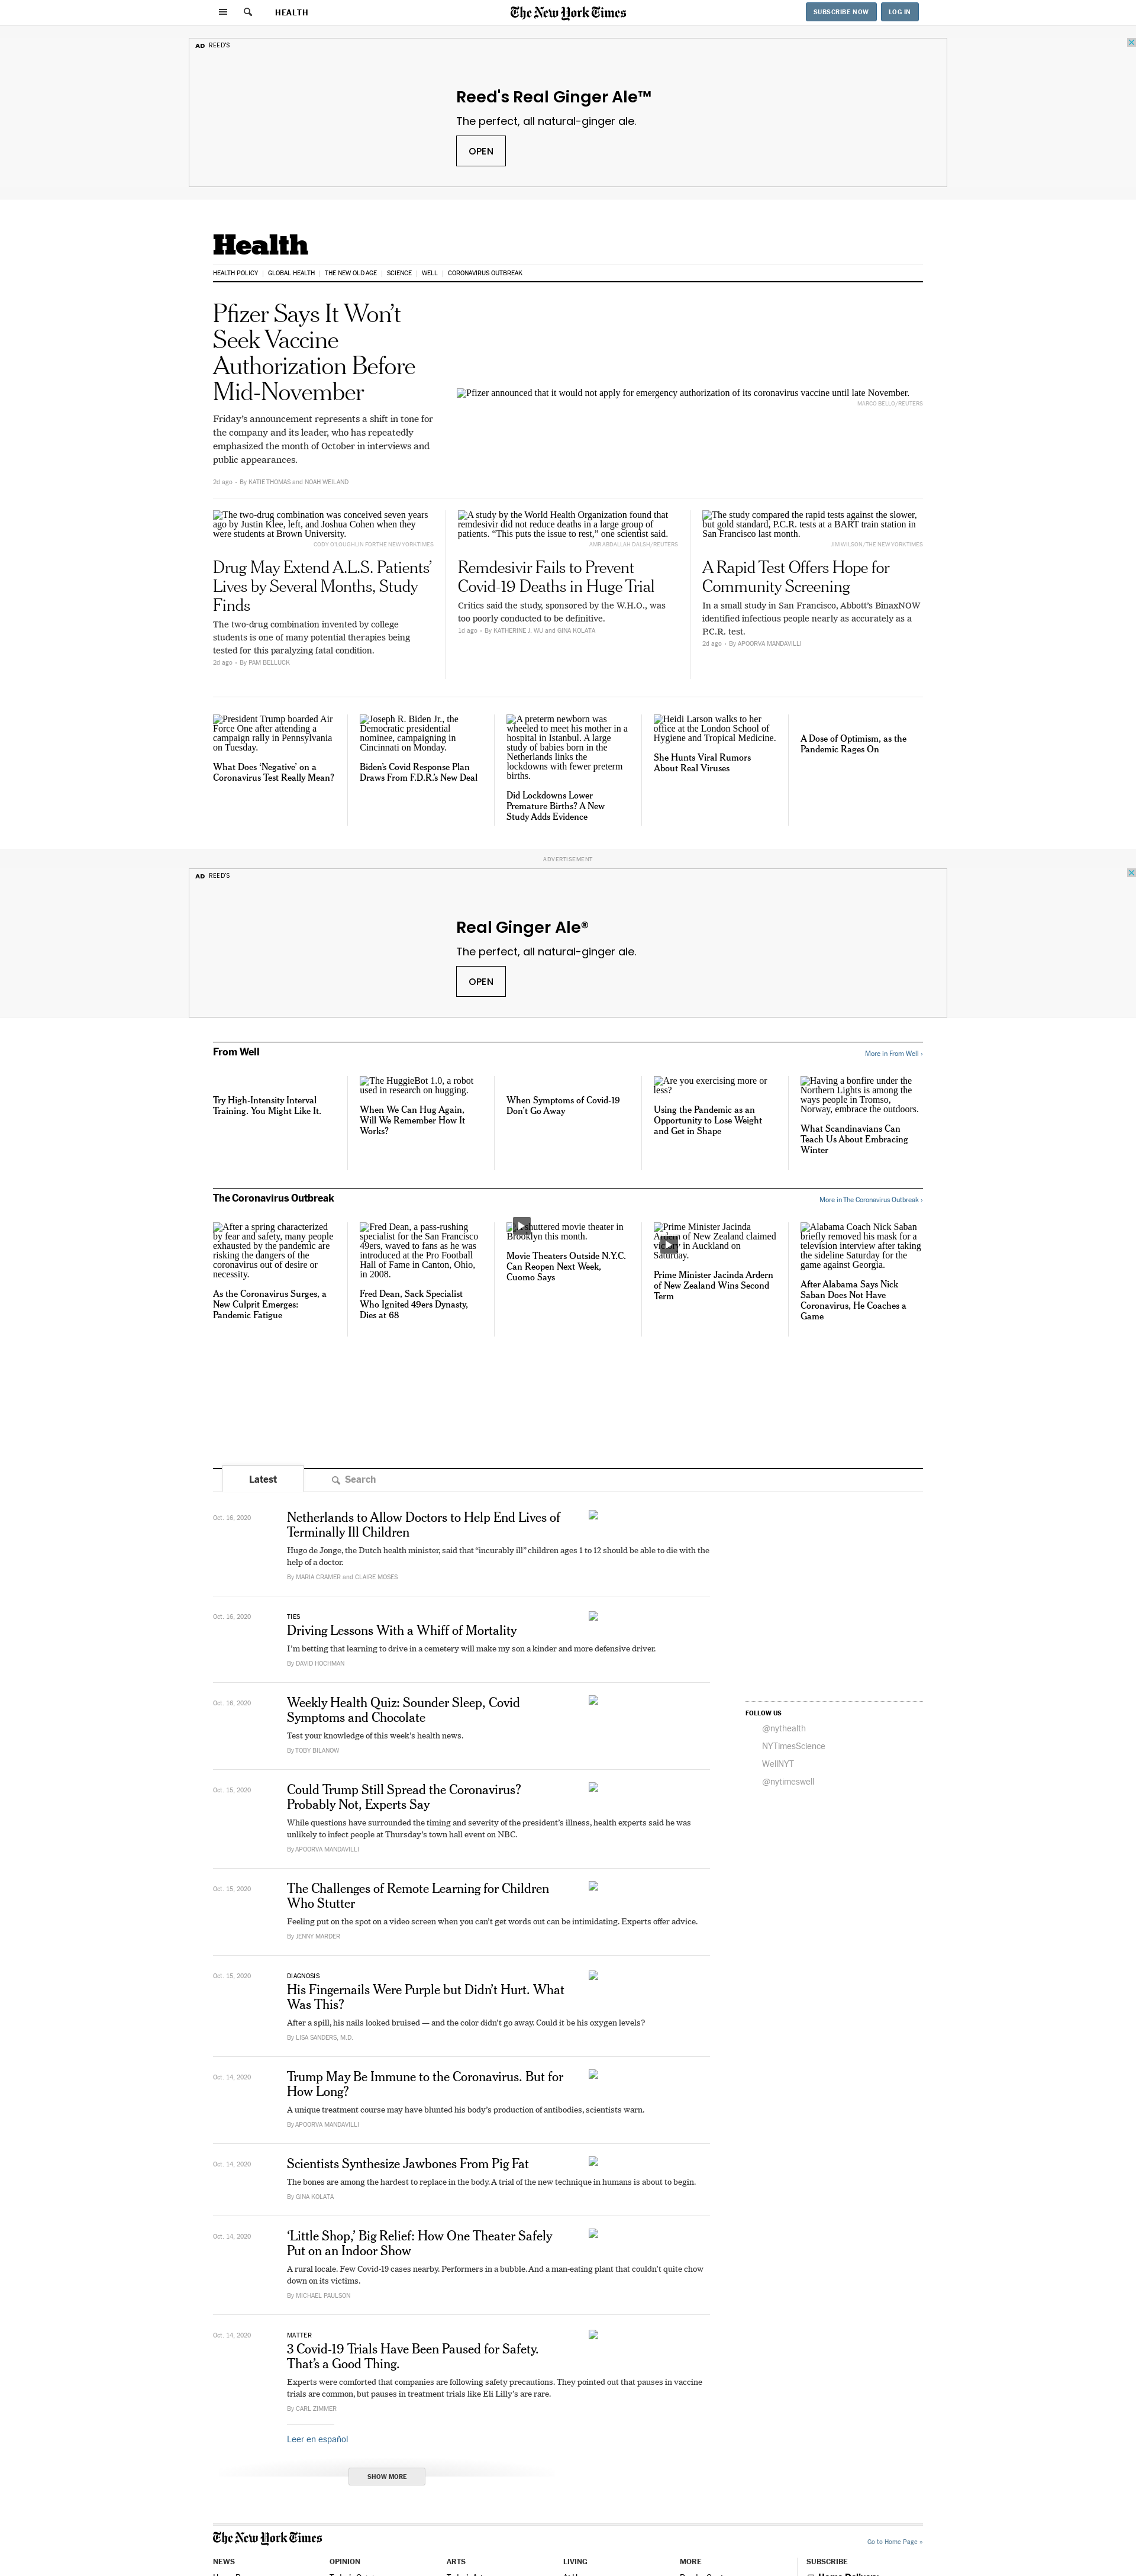 HEALTH
The New York Times
SUBSCRIBE NOW
LOG IN
AD REED'S
Reed's Real Ginger Ale™
The perfect, all natural-ginger ale.
OPEN
Health
HEALTH POLICY
GLOBAL HEALTH
THE NEW OLD AGE
SCIENCE
WELL
CORONAVIRUS OUTBREAK
Pfizer Says It Won’t
Seek Vaccine
Authorization Before
Mid-November
Friday’s announcement represents a shift in tone for
the company and its leader, who has repeatedly
emphasized the month of October in interviews and
public appearances.
2d ago - By KATIE THOMAS and NOAH WEILAND
Pfizer announced that it would not apply for emergency authorization of its coronavirus vaccine until late November.
MARCO BELLO/REUTERS
The two-drug combination was conceived seven years
ago by Justin Klee, left, and Joshua Cohen when they
were students at Brown University.
CODY O'LOUGHLIN FOR THE NEW YORK TIMES
Drug May Extend A.L.S. Patients’
Lives by Several Months, Study
Finds
The two-drug combination invented by college
students is one of many potential therapies being
tested for this paralyzing fatal condition.
2d ago - By PAM BELLUCK
A study by the World Health Organization found that
remdesivir did not reduce deaths in a large group of
patients. “This puts the issue to rest,” one scientist said.
AMR ABDALLAH DALSH/REUTERS
Remdesivir Fails to Prevent
Covid-19 Deaths in Huge Trial
Critics said the study, sponsored by the W.H.O., was
too poorly conducted to be definitive.
1d ago - By KATHERINE J. WU and GINA KOLATA
The study compared the rapid tests against the slower,
but gold standard, P.C.R. tests at a BART train station in
San Francisco last month.
JIM WILSON/THE NEW YORK TIMES
A Rapid Test Offers Hope for
Community Screening
In a small study in San Francisco, Abbott’s BinaxNOW
identified infectious people nearly as accurately as a
P.C.R. test.
2d ago - By APOORVA MANDAVILLI
President Trump boarded Air
Force One after attending a
campaign rally in Pennsylvania
on Tuesday.
What Does ‘Negative’ on a
Coronavirus Test Really Mean?
Joseph R. Biden Jr., the
Democratic presidential
nominee, campaigning in
Cincinnati on Monday.
Biden’s Covid Response Plan
Draws From F.D.R.’s New Deal
A preterm newborn was
wheeled to meet his mother in a
hospital in Istanbul. A large
study of babies born in the
Netherlands links the
lockdowns with fewer preterm
births.
Did Lockdowns Lower
Premature Births? A New
Study Adds Evidence
Heidi Larson walks to her
office at the London School of
Hygiene and Tropical Medicine.
She Hunts Viral Rumors
About Real Viruses
A Dose of Optimism, as the
Pandemic Rages On
ADVERTISEMENT
AD REED'S
Real Ginger Ale®
The perfect, all natural-ginger ale.
OPEN
From Well
More in From Well ›
Try High-Intensity Interval
Training. You Might Like It.
The HuggieBot 1.0, a robot
used in research on hugging.
When We Can Hug Again,
Will We Remember How It
Works?
When Symptoms of Covid-19
Don’t Go Away
Are you exercising more or
less?
Using the Pandemic as an
Opportunity to Lose Weight
and Get in Shape
Having a bonfire under the
Northern Lights is among the
ways people in Tromso,
Norway, embrace the outdoors.
What Scandinavians Can
Teach Us About Embracing
Winter
The Coronavirus Outbreak
More in The Coronavirus Outbreak ›
After a spring characterized
by fear and safety, many people
exhausted by the pandemic are
risking the dangers of the
coronavirus out of desire or
necessity.
As the Coronavirus Surges, a
New Culprit Emerges:
Pandemic Fatigue
Fred Dean, a pass-rushing
specialist for the San Francisco
49ers, waved to fans as he was
introduced at the Pro Football
Hall of Fame in Canton, Ohio,
in 2008.
Fred Dean, Sack Specialist
Who Ignited 49ers Dynasty,
Dies at 68
shuttered movie theater in
Brooklyn this month.
Movie Theaters Outside N.Y.C.
Can Reopen Next Week,
Cuomo Says
Prime Minister Jacinda
of New Zealand claimed
in Auckland on
Saturday.
Prime Minister Jacinda Ardern
of New Zealand Wins Second
Term
Alabama Coach Nick Saban
briefly removed his mask for a
television interview after taking
the sideline Saturday for the
game against Georgia.
After Alabama Says Nick
Saban Does Not Have
Coronavirus, He Coaches a
Game
Latest
Search
Oct. 16, 2020
Netherlands to Allow Doctors to Help End Lives of
Terminally Ill Children
Hugo de Jonge, the Dutch health minister, said that “incurably ill” children ages 1 to 12 should be able to die with the
help of a doctor.
By MARIA CRAMER and CLAIRE MOSES
Oct. 16, 2020
TIES
Driving Lessons With a Whiff of Mortality
I’m betting that learning to drive in a cemetery will make my son a kinder and more defensive driver.
By DAVID HOCHMAN
Oct. 16, 2020
Weekly Health Quiz: Sounder Sleep, Covid
Symptoms and Chocolate
Test your knowledge of this week’s health news.
By TOBY BILANOW
FOLLOW US
@nythealth
NYTimesScience
WellNYT
@nytimeswell
Oct. 15, 2020
Could Trump Still Spread the Coronavirus?
Probably Not, Experts Say
While questions have surrounded the timing and severity of the president’s illness, health experts said he was
unlikely to infect people at Thursday’s town hall event on NBC.
By APOORVA MANDAVILLI
Oct. 15, 2020
The Challenges of Remote Learning for Children
Who Stutter
Feeling put on the spot on a video screen when you can’t get words out can be intimidating. Experts offer advice.
By JENNY MARDER
Oct. 15, 2020
DIAGNOSIS
His Fingernails Were Purple but Didn’t Hurt. What
Was This?
After a spill, his nails looked bruised — and the color didn’t go away. Could it be his oxygen levels?
By LISA SANDERS, M.D.
Oct. 14, 2020
Trump May Be Immune to the Coronavirus. But for
How Long?
A unique treatment course may have blunted his body’s production of antibodies, scientists warn.
By APOORVA MANDAVILLI
Oct. 14, 2020
Scientists Synthesize Jawbones From Pig Fat
The bones are among the hardest to replace in the body. A trial of the new technique in humans is about to begin.
By GINA KOLATA
Oct. 14, 2020
‘Little Shop,’ Big Relief: How One Theater Safely
Put on an Indoor Show
A rural locale. Few Covid-19 cases nearby. Performers in a bubble. And a man-eating plant that couldn’t quite chow
down on its victims.
By MICHAEL PAULSON
Oct. 14, 2020
MATTER
3 Covid-19 Trials Have Been Paused for Safety.
That’s a Good Thing.
Experts were comforted that companies are following safety precautions. They pointed out that pauses in vaccine
trials are common, but pauses in treatment trials like Eli Lilly’s are rare.
By CARL ZIMMER
Leer en español
SHOW MORE
The New York Times
Go to Home Page »
NEWS
OPINION
ARTS
LIVING
MORE
SUBSCRIBE